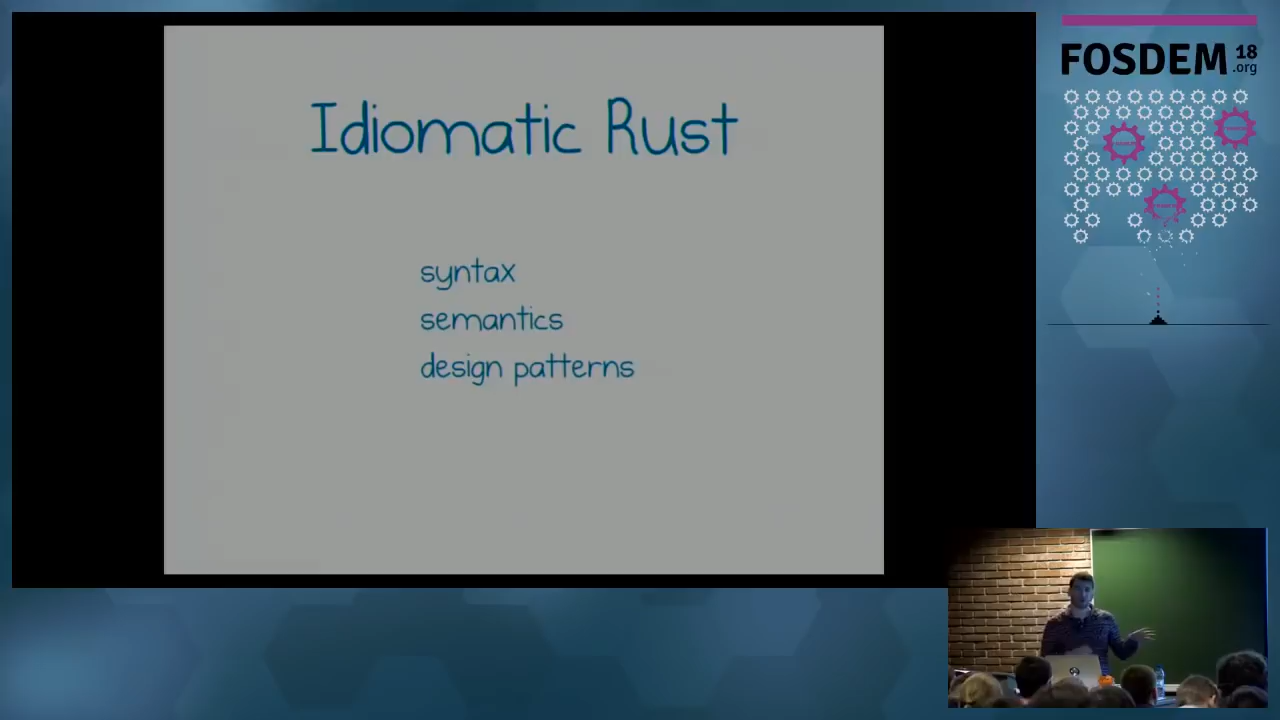 Idiomatic Rust
syntax
semantics
design patterns
FOSDEM 18
.org